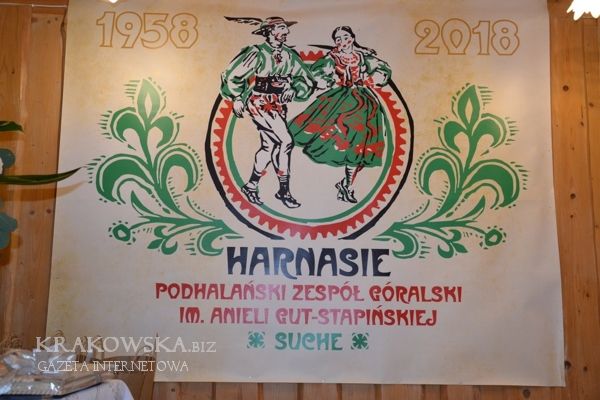 1958 2018
HARNASIE
PODHALAŃSKI ZESPÓŁ GÓRALSKI
IM. ANIELI GUT-STAPIŃSKIEJ
SUCHE
KRAKOWSKA.BIZ
GAZETA INTERNETOWA